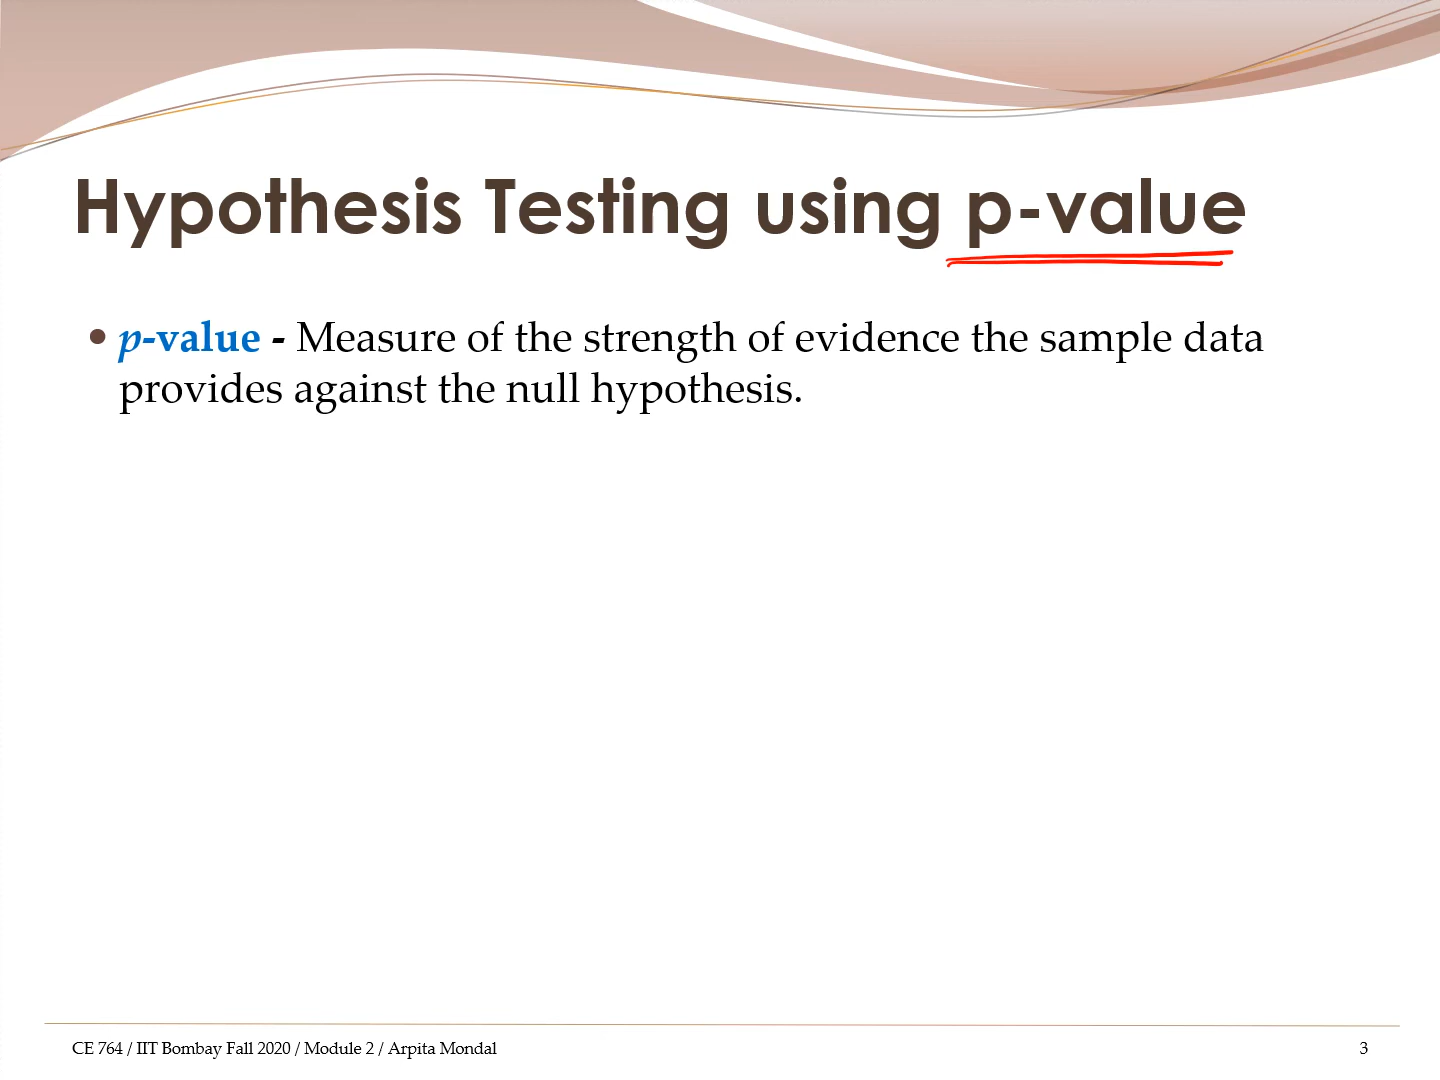 Hypothesis Testing using p-value
• p-value - Measure of the strength of evidence the sample data
provides against the null hypothesis.
CE 764 / IIT Bombay Fall 2020 / Module 2 / Arpita Mondal
3